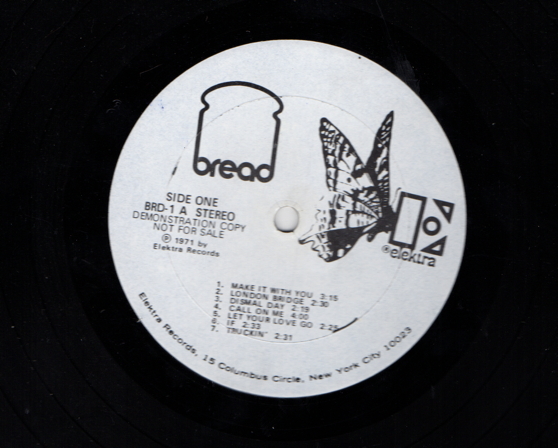 bread
SIDE ONE
BRD-1 A STEREO
DEMONSTRATION COPY
NOT FOR SALE
℗ 1971 by
Elektra Records
® elektra
1. MAKE IT WITH YOU 3:15
2. LONDON BRIDGE 2:30
3. DISMAL DAY 2:19
4. CALL ON ME 4:00
5. LET YOUR LOVE GO 2:25
6. IF 2:33
7. TRUCKIN' 2:31
Elektra Records, 15 Columbus Circle, New York City 10023